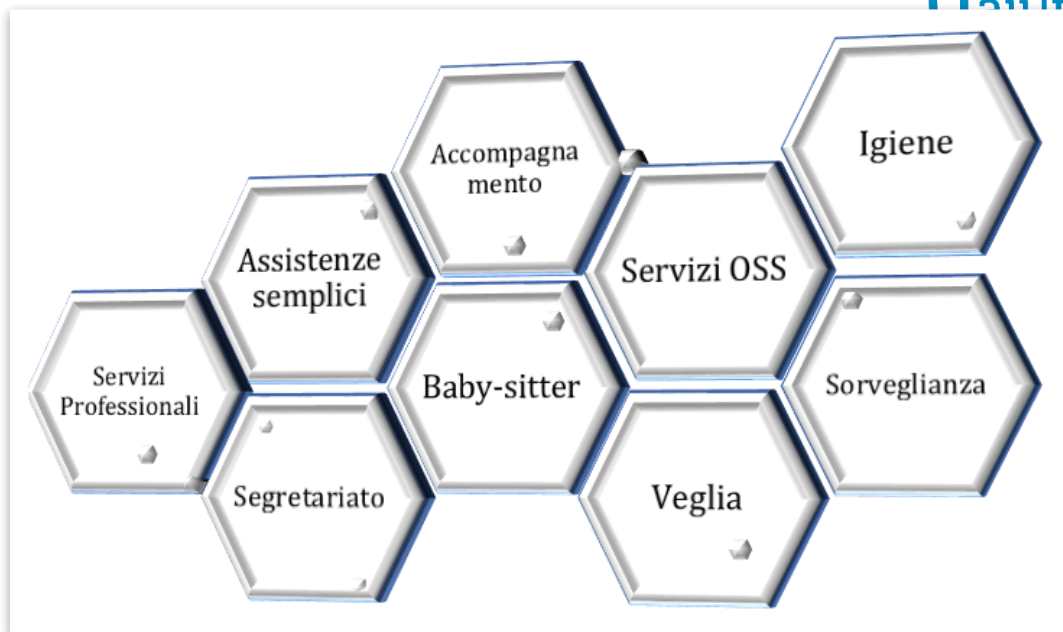 Accompagna
mento
Igiene
Assistenze
semplici
Servizi OSS
Servizi
Professionali
Baby-sitter
Sorveglianza
Segretariato
Veglia